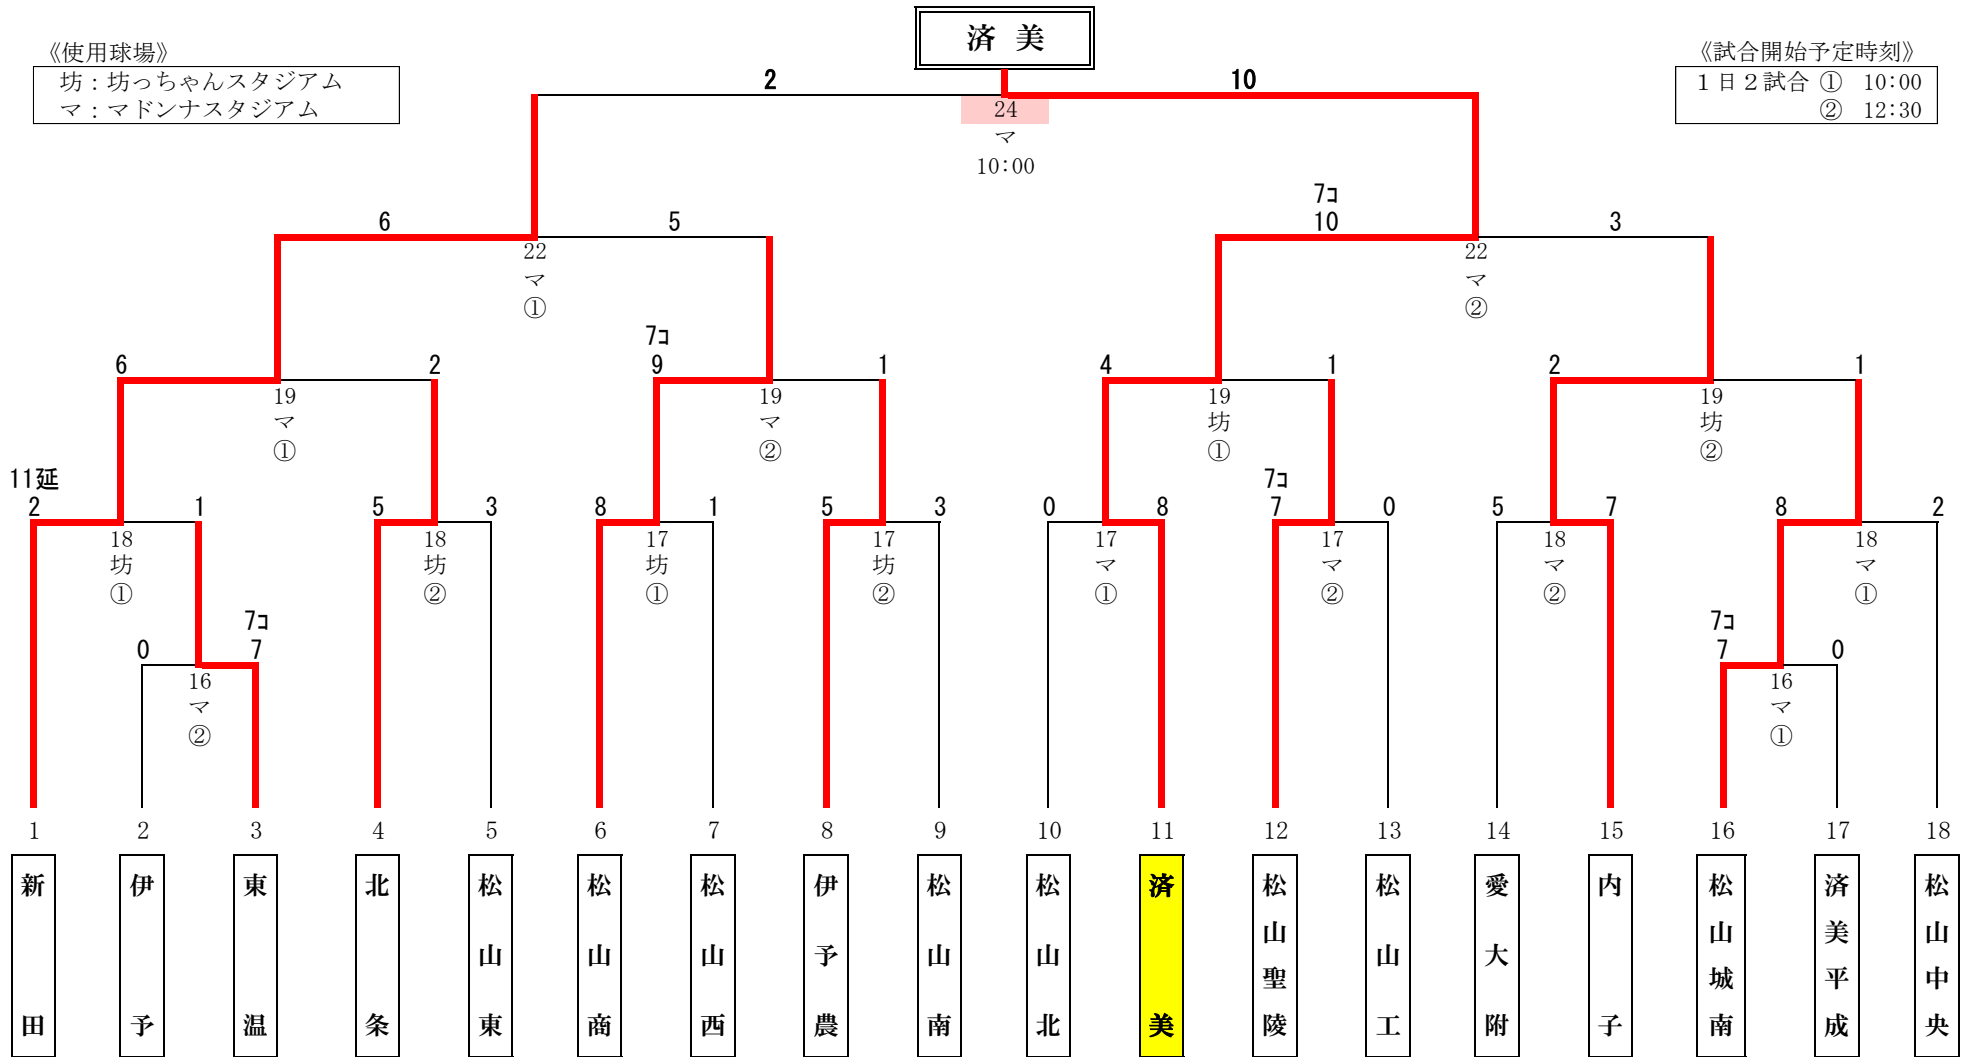 済 美
《使用球場》
坊：坊っちゃんスタジアム
マ：マドンナスタジアム
《試合開始予定時刻》
１日２試合 ① 10:00
② 12:30
2 10
24
マ
10:00
7コ
6 5 10 3
22 22
マ マ
① ②
7コ
6 2 9 1 4 1 2 1
19 19 19 19
マ マ 坊 坊
① ② ① ②
11延 7コ
2 1 5 3 8 1 5 3 0 8 7 0 5 7 8 2
18 18 17 17 17 17 18 18
坊 坊 坊 坊 マ マ マ マ
① ② ① ② ① ② ② ①
7コ 7コ
0 7 7 0
16 16
マ マ
② ①
1 2 3 4 5 6 7 8 9 10 11 12 13 14 15 16 17 18
新田
伊予
東温
北条
松山東
松山商
松山西
伊予農
松山南
松山北
済美
松山聖陵
松山工
愛大附
内子
松山城南
済美平成
松山中央